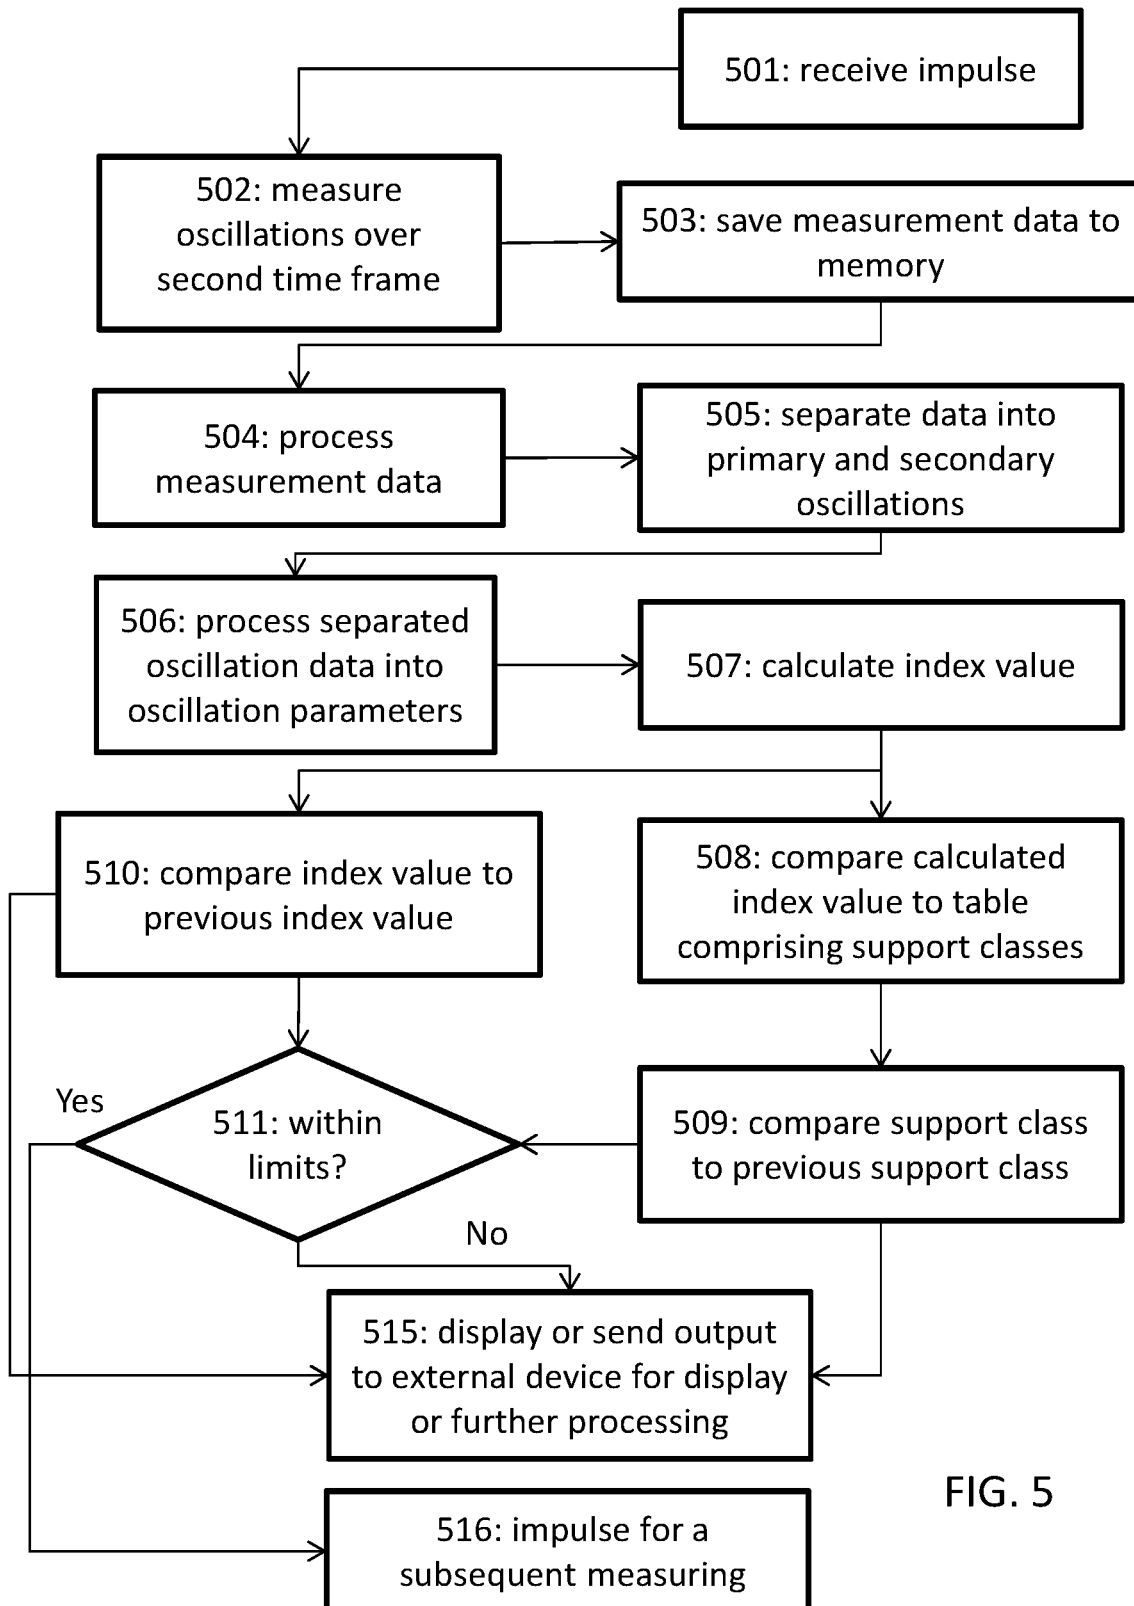 501: receive impulse
502: measure
oscillations over
second time frame
503: save measurement data to
memory
504: process
measurement data
505: separate data into
primary and secondary
oscillations
506: process separated
oscillation data into
oscillation parameters
507: calculate index value
510: compare index value to
previous index value
508: compare calculated
index value to table
comprising support classes
Yes
511: within
limits?
509: compare support class
to previous support class
No
515: display or send output
to external device for display
or further processing
FIG. 5
516: impulse for a
subsequent measuring